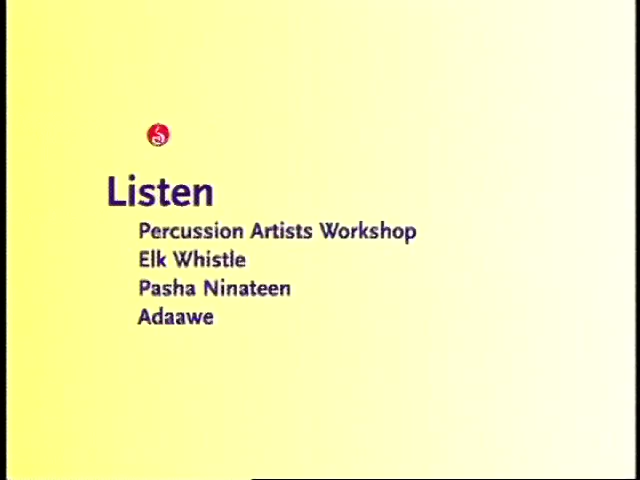 Listen
Percussion Artists Workshop
Elk Whistle
Pasha Ninateen
Adaawe